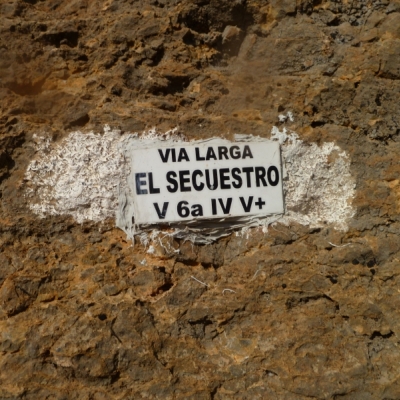 VIA LARGA
EL SECUESTRO
V 6a IV V+